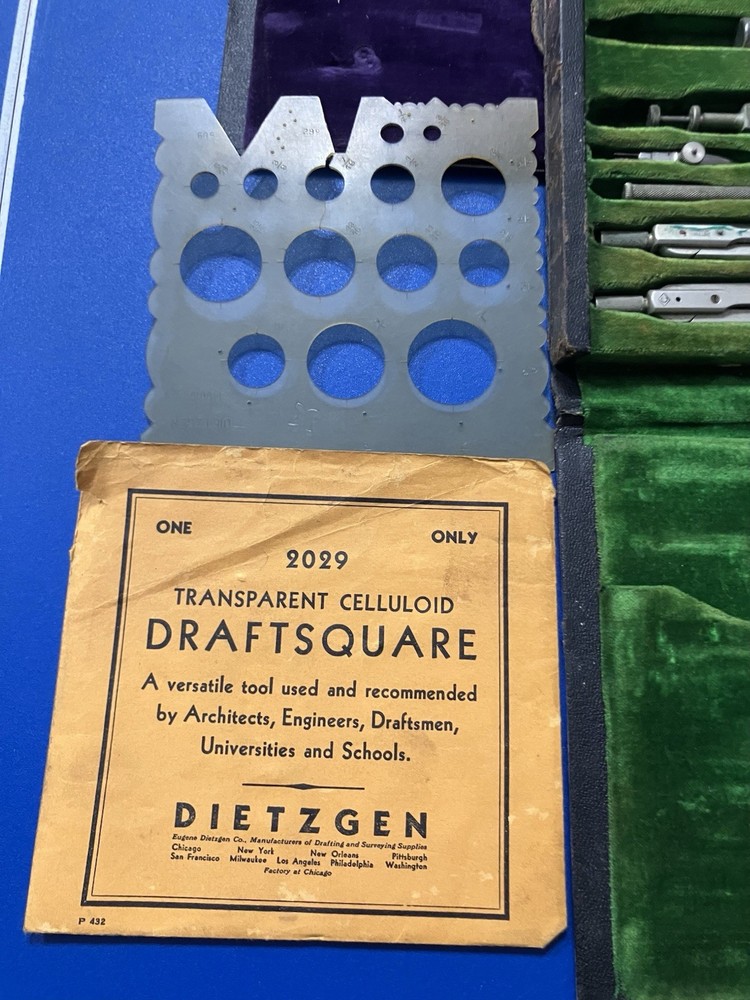 ONE
ONLY
2029
TRANSPARENT CELLULOID
DRAFTSQUARE
A versatile tool used and recommended
by Architects, Engineers, Draftsmen,
Universities and Schools.
DIETZGEN
Eugene Dietzgen Co., Manufacturers of Drafting and Surveying Supplies
Chicago New York New Orleans Pittsburgh
San Francisco Milwaukee Los Angeles Philadelphia Washington
Factory at Chicago
P 432